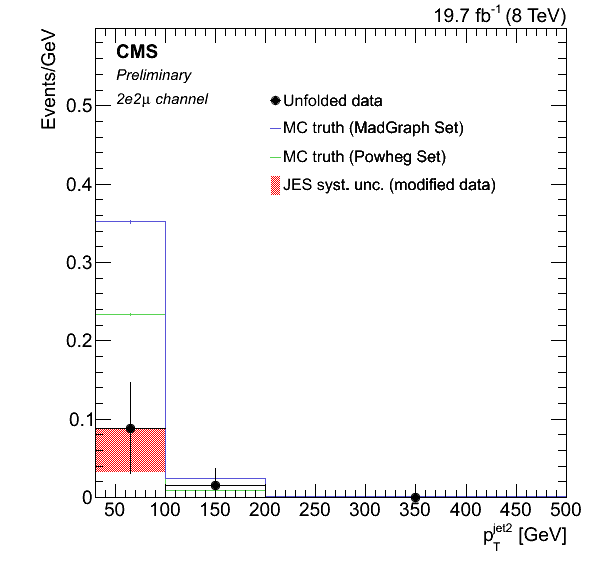 19.7 fb⁻¹ (8 TeV)
Events/GeV
CMS
Preliminary
2e2μ channel
Unfolded data
MC truth (MadGraph Set)
MC truth (Powheg Set)
JES syst. unc. (modified data)
0.5
0.4
0.3
0.2
0.1
0
50 100 150 200 250 300 350 400 450 500
p_T^jet2 [GeV]